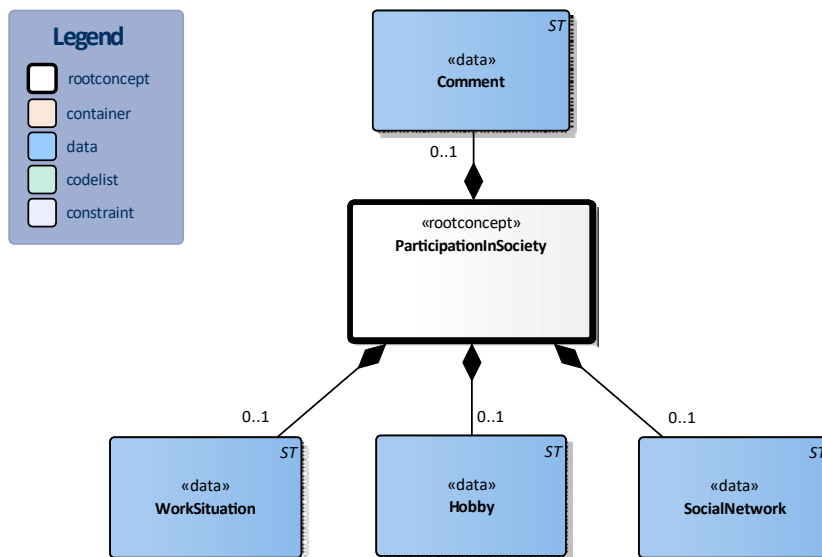 Legend
rootconcept
container
data
codelist
constraint
ST
«data»
Comment
0..1
«rootconcept»
ParticipationInSociety
0..1
0..1
0..1
ST
«data»
WorkSituation
ST
«data»
Hobby
ST
«data»
SocialNetwork